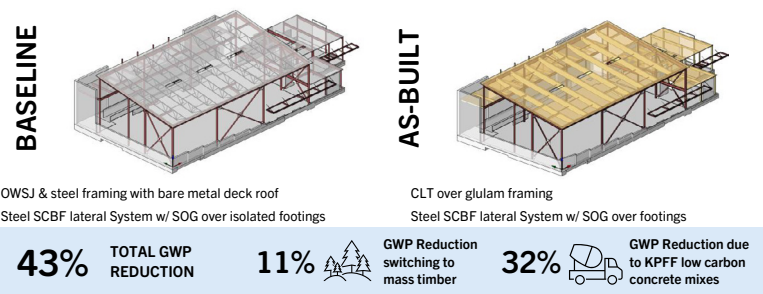 BASELINE
AS-BUILT
OWSJ & steel framing with bare metal deck roof
Steel SCBF lateral System w/ SOG over isolated footings
CLT over glulam framing
Steel SCBF lateral System w/ SOG over footings
43%
TOTAL GWP
REDUCTION
11%
GWP Reduction
switching to
mass timber
32%
GWP Reduction due
to KPFF low carbon
concrete mixes